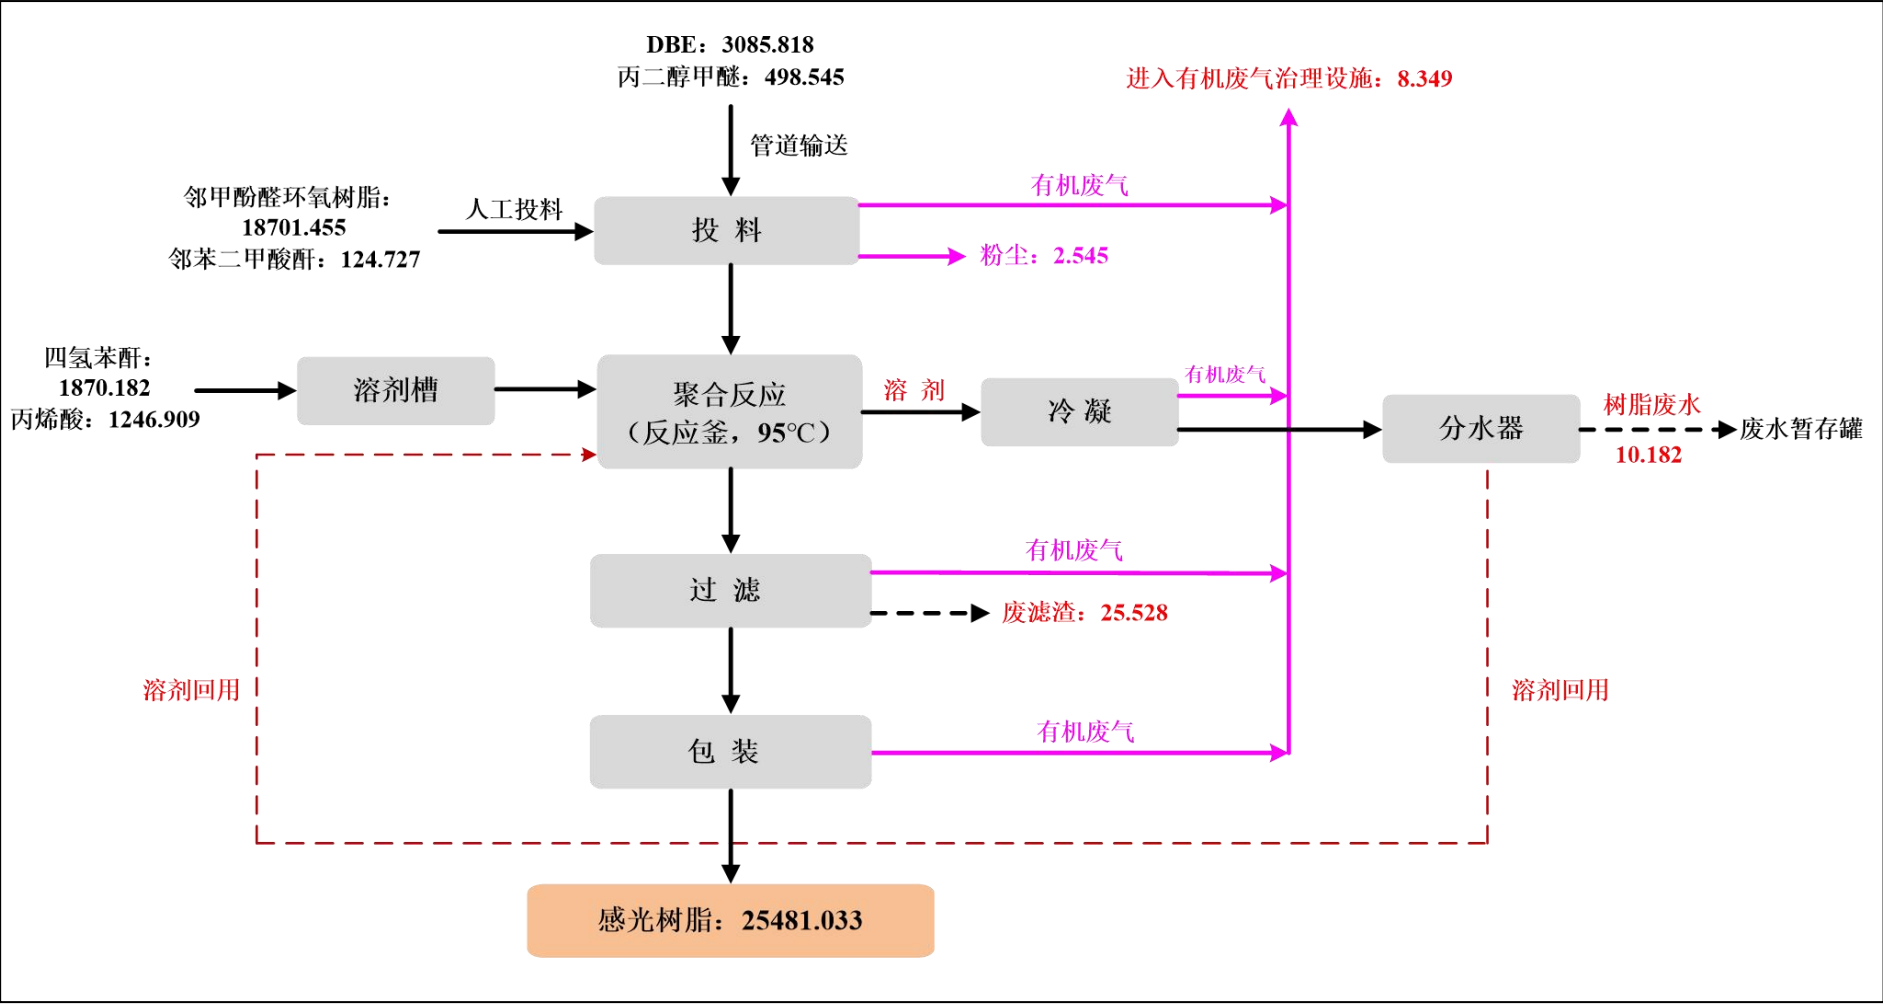 DBE：3085.818
丙二醇甲醚：498.545
进入有机废气治理设施：8.349
管道输送
邻甲酚醛环氧树脂：
18701.455
邻苯二甲酸酐：124.727
人工投料
投 料
有机废气
粉尘：2.545
四氢苯酐：
1870.182
丙烯酸：1246.909
溶剂槽
聚合反应
（反应釜，95℃）
溶 剂
冷 凝
有机废气
分水器
树脂废水
10.182
废水暂存罐
过 滤
有机废气
废滤渣：25.528
溶剂回用
溶剂回用
包 装
有机废气
感光树脂：25481.033